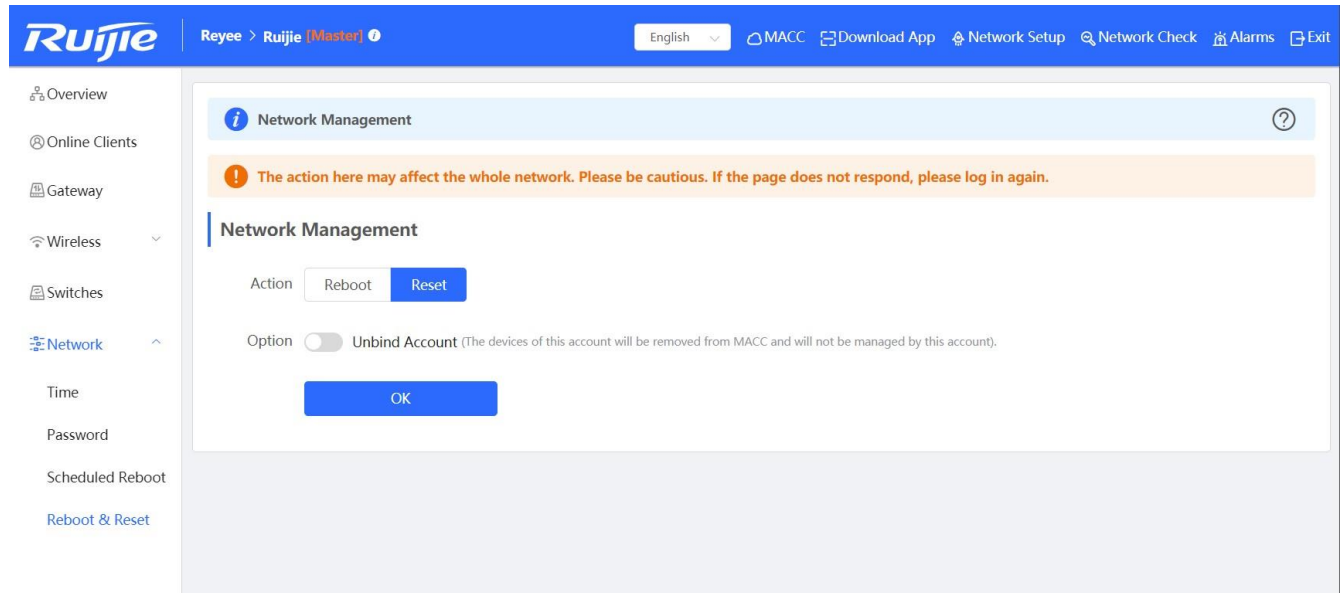 Ruijie
Reyee > Ruijie [Master]
English
MACC
Download App
Network Setup
Network Check
Alarms
Exit
Overview
Online Clients
Gateway
Wireless
Switches
Network
Time
Password
Scheduled Reboot
Reboot & Reset
i Network Management ?
! The action here may affect the whole network. Please be cautious. If the page does not respond, please log in again.
Network Management
Action Reboot Reset
Option Unbind Account (The devices of this account will be removed from MACC and will not be managed by this account).
OK